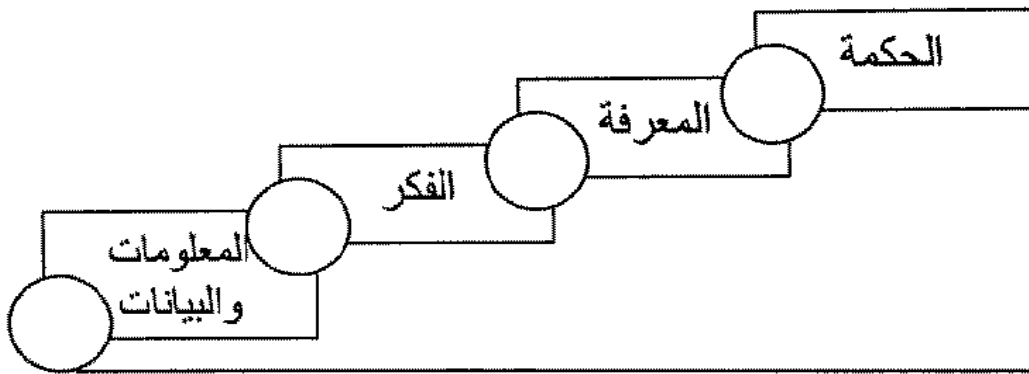 الحكمة
المعرفة
الفكر
المعلومات
والبيانات